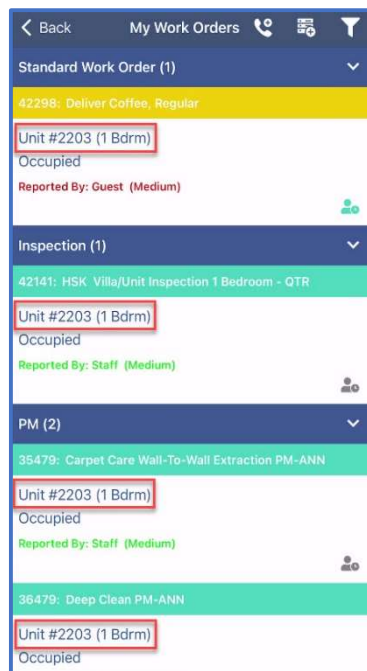 Back My Work Orders
Standard Work Order (1)
42298: Deliver Coffee, Regular
Unit #2203 (1 Bdrm)
Occupied
Reported By: Guest (Medium)
Inspection (1)
42141: HSK Villa/Unit Inspection 1 Bedroom - QTR
Unit #2203 (1 Bdrm)
Occupied
Reported By: Staff (Medium)
PM (2)
35479: Carpet Care Wall-To-Wall Extraction PM-ANN
Unit #2203 (1 Bdrm)
Occupied
Reported By: Staff (Medium)
36479: Deep Clean PM-ANN
Unit #2203 (1 Bdrm)
Occupied